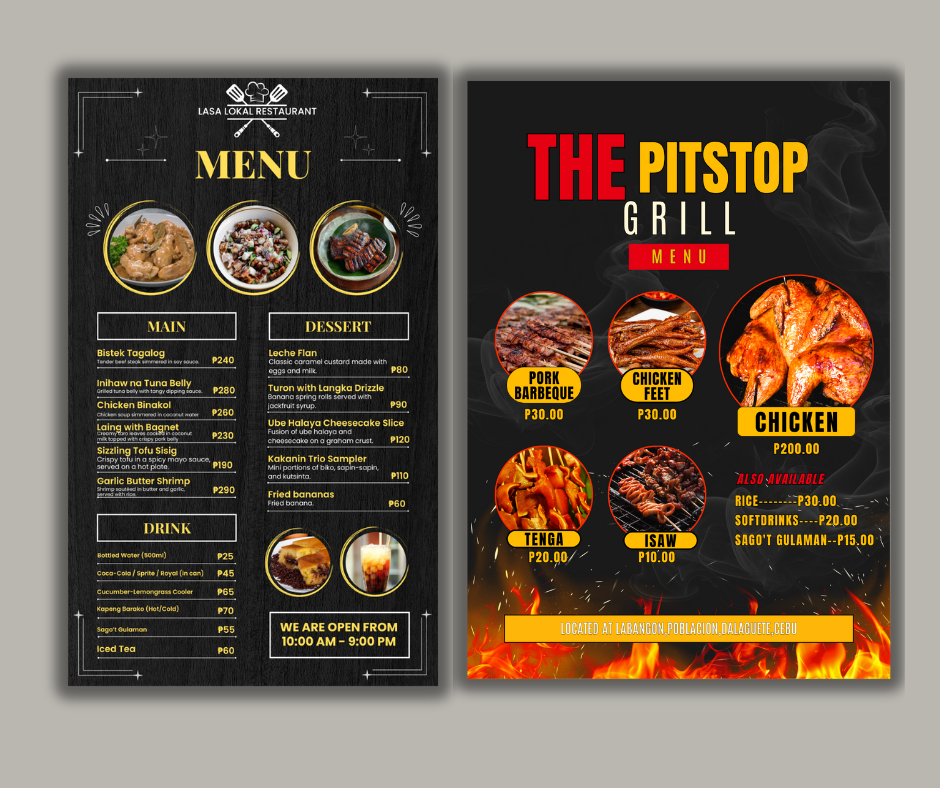 LASA LOKAL RESTAURANT
MENU
MAIN
Bistek Tagalog
Tender beef steak simmered in soy sauce. ₱240
Inihaw na Tuna Belly
Grilled tuna belly with tangy dipping sauce. ₱280
Chicken Binakol
Chicken soup simmered in coconut water ₱260
Laing with Bagnet
Creamy taro leaves cooked in coconut
milk topped with crispy pork belly ₱230
Sizzling Tofu Sisig
Crispy tofu in a spicy mayo sauce,
served on a hot plate. ₱190
Garlic Butter Shrimp
Shrimp sautéed in butter and garlic,
served with rice. ₱290
DRINK
Bottled Water (500ml) ₱25
Coca-Cola / Sprite / Royal (in can) ₱45
Cucumber-Lemongrass Cooler ₱65
Kapeng Barako (Hot/Cold) ₱70
Sago't Gulaman ₱55
Iced Tea ₱60
DESSERT
Leche Flan
Classic caramel custard made with
eggs and milk. ₱80
Turon with Langka Drizzle
Banana spring rolls served with
jackfruit syrup. ₱90
Ube Halaya Cheesecake Slice
Fusion of ube halaya and
cheesecake on a graham crust. ₱120
Kakanin Trio Sampler
Mini portions of biko, sapin-sapin,
and kutsinta. ₱110
Fried bananas
Fried banana. ₱60
WE ARE OPEN FROM
10:00 AM – 9:00 PM
THE PITSTOP
GRILL
MENU
PORK
BARBEQUE
P30.00
CHICKEN
FEET
P30.00
CHICKEN
P200.00
TENGA
P20.00
ISAW
P10.00
ALSO AVAILABLE
RICE--------P30.00
SOFTDRINKS----P20.00
SAGO'T GULAMAN--P15.00
LOCATED AT LABANGON,POBLACION,DALAGUETE,CEBU